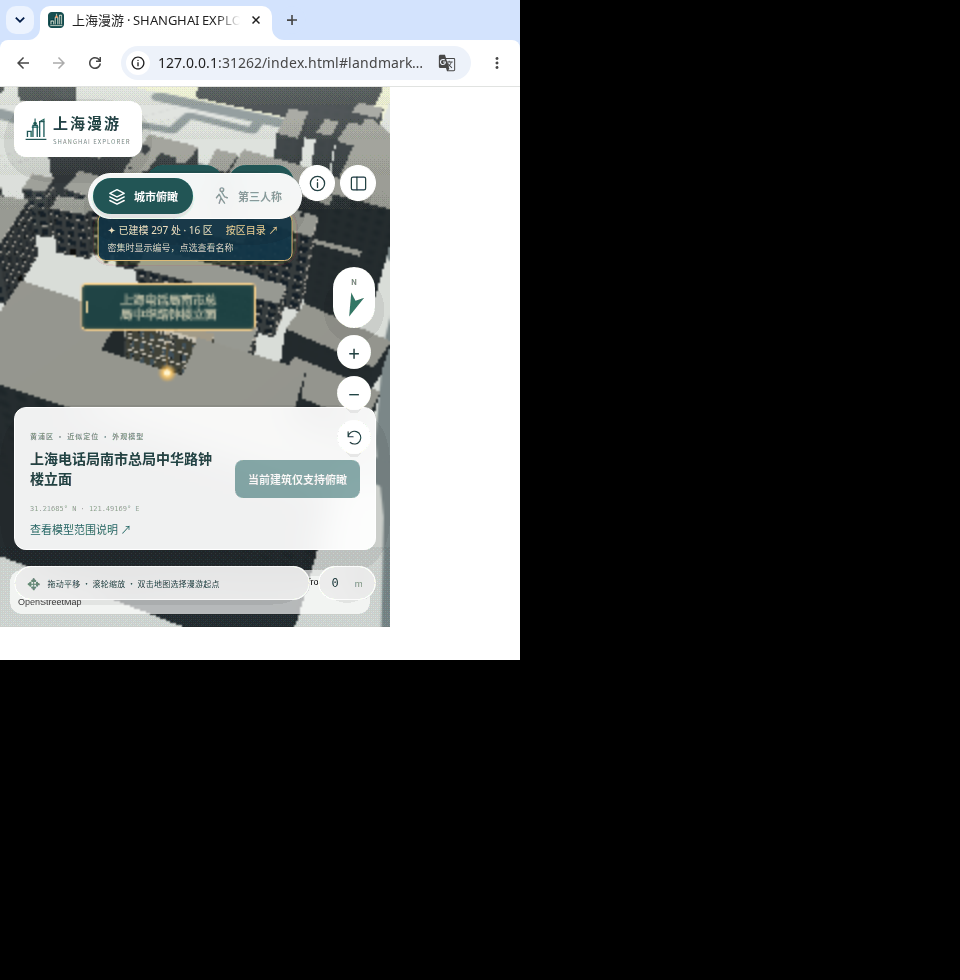 上海漫游 · SHANGHAI EXPLO
127.0.0.1:31262/index.html#landmark...
上海漫游
SHANGHAI EXPLORER
城市俯瞰
第三人称
✦ 已建模 297 处 · 16 区 按区目录 ↗
密集时显示编号，点选查看名称
N
上海电话局南市总
局中华路钟楼立面
+
−
黄浦区 · 近似定位 · 外观模型
上海电话局南市总局中华路钟
楼立面
当前建筑仅支持俯瞰
31.21685° N · 121.49169° E
查看模型范围说明 ↗
拖动平移 · 滚轮缩放 · 双击地图选择漫游起点
0 m
OpenStreetMap